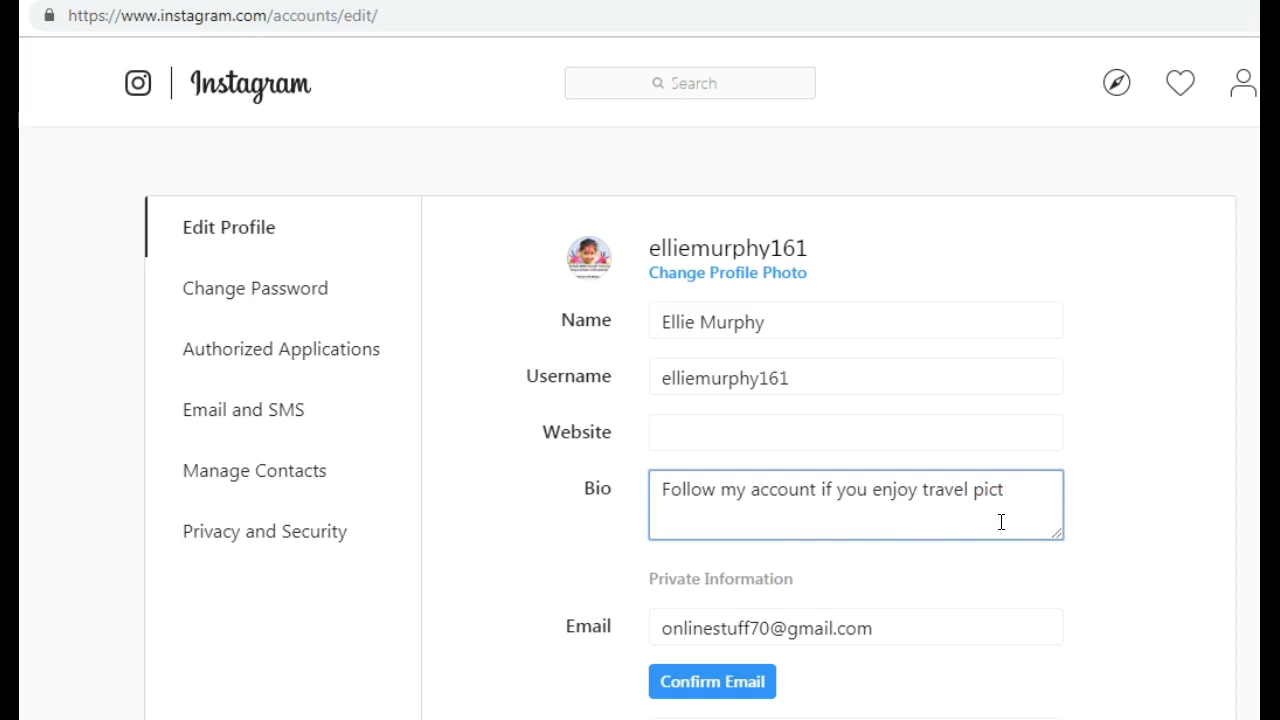 https://www.instagram.com/accounts/edit/
Instagram
Search
Edit Profile
Change Password
Authorized Applications
Email and SMS
Manage Contacts
Privacy and Security
elliemurphy161
Change Profile Photo
Name
Ellie Murphy
Username
elliemurphy161
Website
Bio
Follow my account if you enjoy travel pict
Private Information
Email
onlinestuff70@gmail.com
Confirm Email